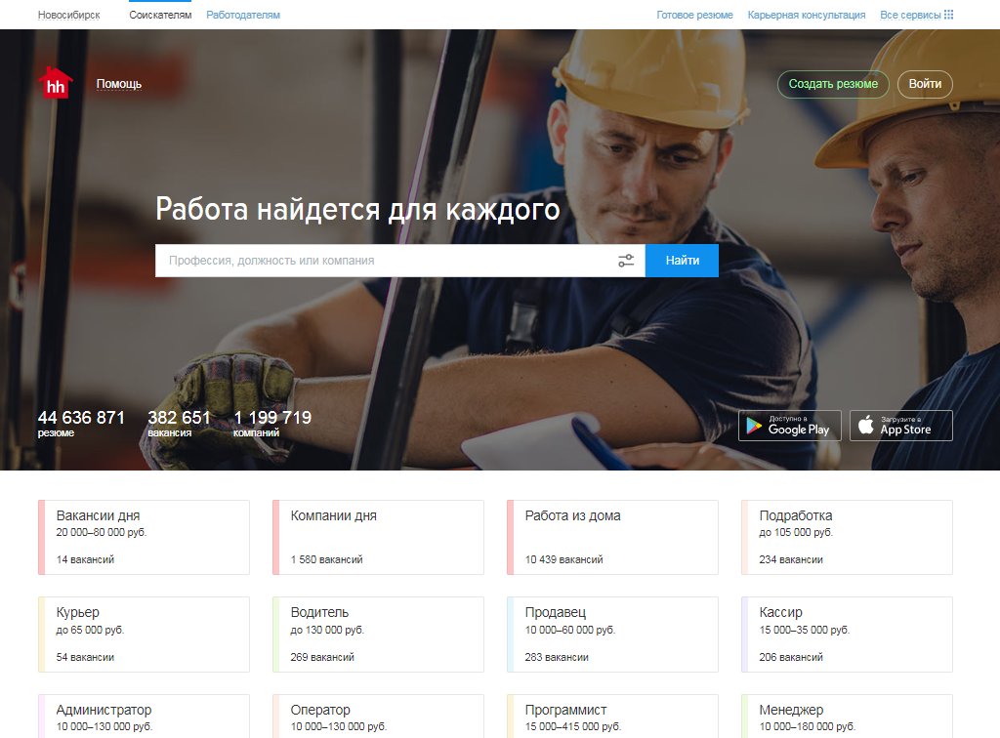 Новосибирск Соискателям Работодателям Готовое резюме Карьерная консультация Все сервисы
hh Помощь Создать резюме Войти
Работа найдется для каждого
Профессия, должность или компания Найти
44 636 871 382 651 1 199 719
резюме вакансия компаний
Доступно в Загрузите в
Google Play App Store
Вакансии дня Компании дня Работа из дома Подработка
20 000–80 000 руб. до 105 000 руб.
14 вакансий 1 580 вакансий 10 439 вакансий 234 вакансии
Курьер Водитель Продавец Кассир
до 65 000 руб. до 130 000 руб. 10 000–60 000 руб. 15 000–35 000 руб.
54 вакансии 269 вакансий 283 вакансии 206 вакансий
Администратор Оператор Программист Менеджер
10 000–130 000 руб. 10 000–130 000 руб. 15 000–415 000 руб. 10 000–180 000 руб.